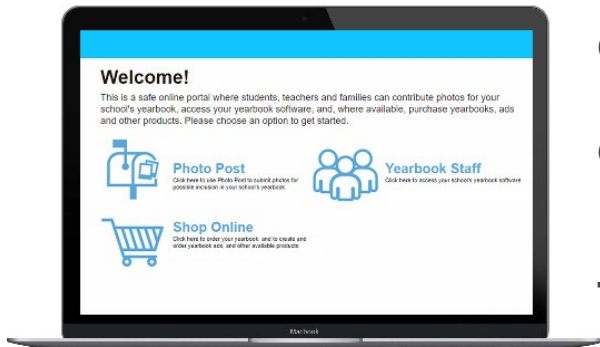 Welcome!
This is a safe online portal where students, teachers and families can contribute photos for your
school's yearbook, access your yearbook software, and, where available, purchase yearbooks, ads
and other products. Please choose an option to get started.
Photo Post
Click here to use Photo Post to submit photos for
possible inclusion in your school's yearbook.
Yearbook Staff
Click here to access your school's yearbook software
Shop Online
Click here to order your yearbook, and to create and
order yearbook ads, and other available products.
Macbook